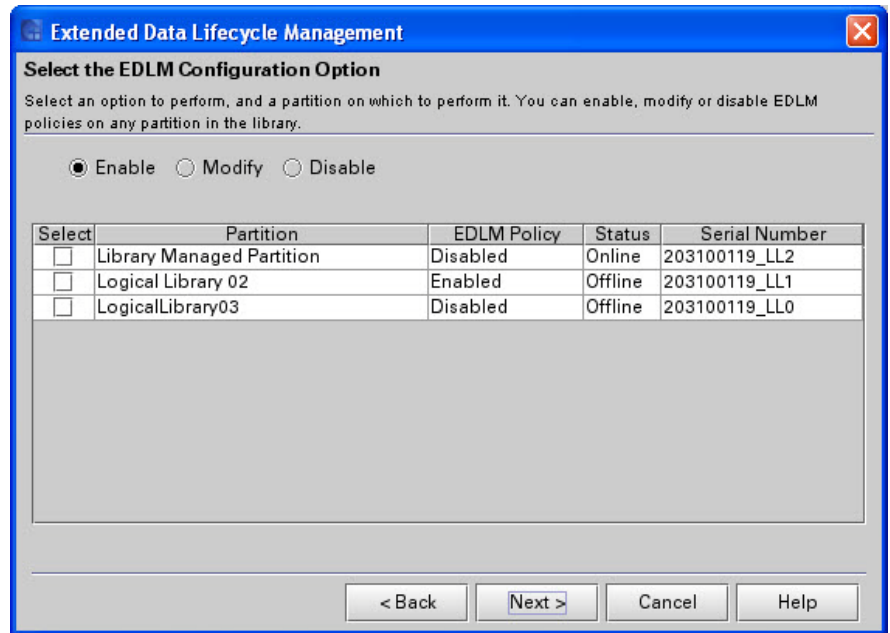 Extended Data Lifecycle Management
Select the EDLM Configuration Option
Select an option to perform, and a partition on which to perform it. You can enable, modify or disable EDLM
policies on any partition in the library.
Enable Modify Disable
Select Partition EDLM Policy Status Serial Number
Library Managed Partition Disabled Online 203100119_LL2
Logical Library 02 Enabled Offline 203100119_LL1
LogicalLibrary03 Disabled Offline 203100119_LL0
< Back Next > Cancel Help